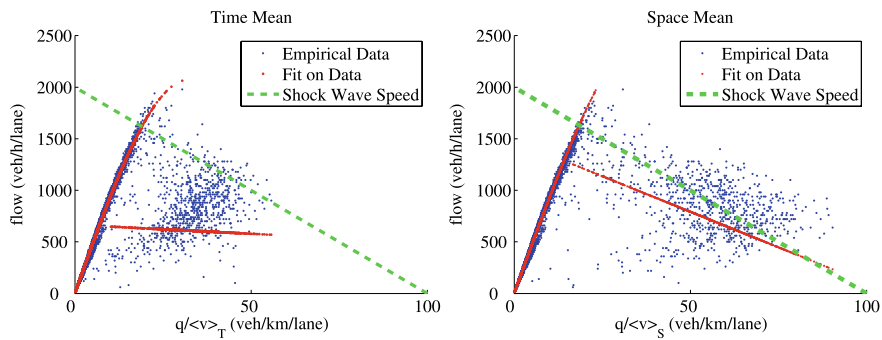 Time Mean
2500
2000
1500
1000
500
0
0
50
100
flow (veh/h/lane)
q/<v>T (veh/km/lane)
Empirical Data
Fit on Data
Shock Wave Speed
Space Mean
2500
2000
1500
1000
500
0
0
50
100
flow (veh/h/lane)
q/<v>S (veh/km/lane)
Empirical Data
Fit on Data
Shock Wave Speed